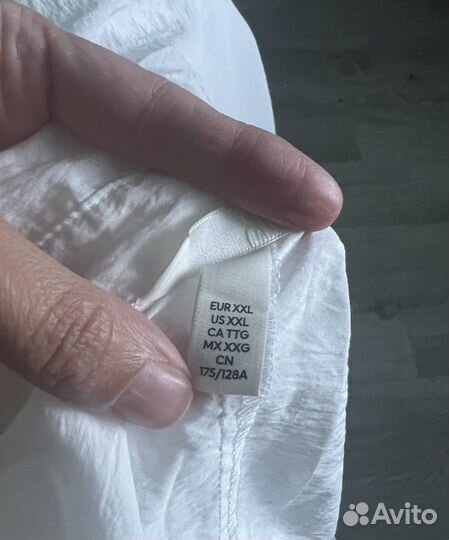 EUR XXL
US XXL
CA TTG
MX XXG
CN
175/128A
Avito